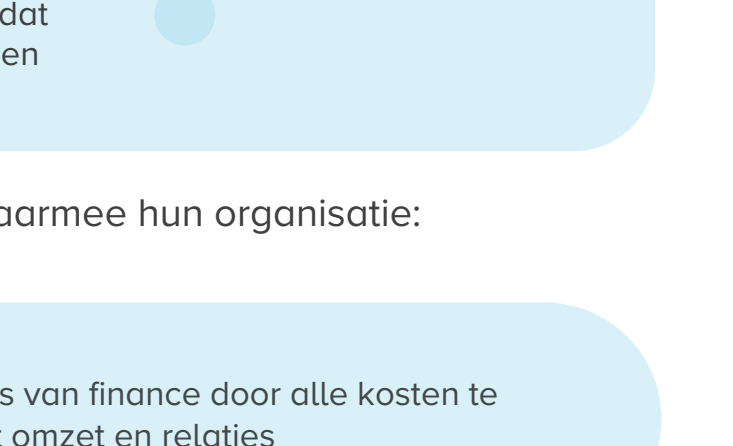 dat
en
aarmee hun organisatie:
s van finance door alle kosten te
omzet en relaties